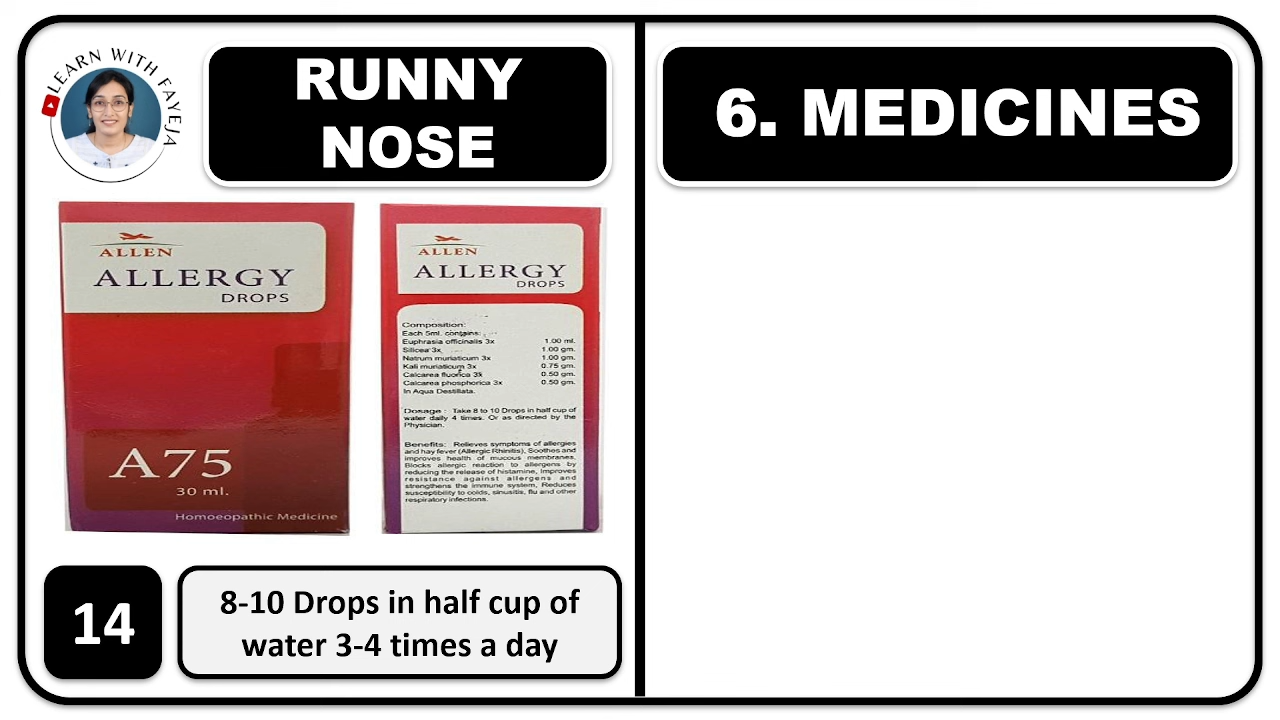 LEARN WITH FAYEJA
RUNNY
NOSE
6. MEDICINES
ALLEN
ALLERGY
DROPS
A75
30 ml.
Homoeopathic Medicine
ALLEN
ALLERGY
DROPS
Composition:
Each 5ml. contains:
Euphrasia officinalis 3x 1.00 ml.
Silicea 3x 1.00 gm.
Natrum muriaticum 3x 1.00 gm.
Kali muriaticum 3x 0.75 gm.
Calcarea fluorica 3x 0.50 gm.
Calcarea phosphorica 3x 0.50 gm.
In Aqua Destillata.
Dosage : Take 8 to 10 Drops in half cup of
water daily 4 times. Or as directed by the
Physician.
Benefits: Relieves symptoms of allergies
and hay fever (Allergic Rhinitis), Soothes and
improves health of mucous membranes,
Blocks allergic reaction to allergens by
reducing the release of histamine, Improves
resistance against allergens and
strengthens the immune system, Reduces
susceptibility to colds, sinusitis, flu and other
respiratory infections.
14
8-10 Drops in half cup of
water 3-4 times a day